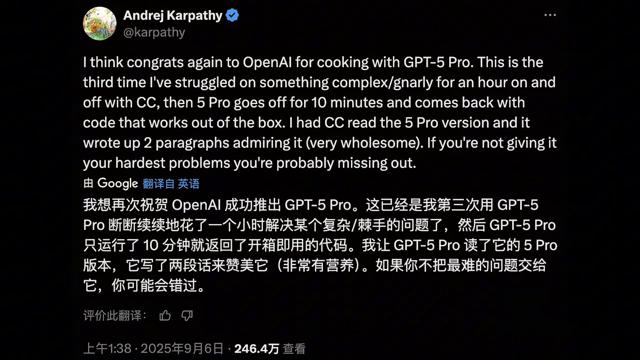 Andrej Karpathy
@karpathy
I think congrats again to OpenAI for cooking with GPT-5 Pro. This is the
third time I've struggled on something complex/gnarly for an hour on and
off with CC, then 5 Pro goes off for 10 minutes and comes back with
code that works out of the box. I had CC read the 5 Pro version and it
wrote up 2 paragraphs admiring it (very wholesome). If you're not giving it
your hardest problems you're probably missing out.
由 Google 翻译自 英语
我想再次祝贺 OpenAI 成功推出 GPT-5 Pro。这已经是我第三次用 GPT-5
Pro 断断续续地花了一个小时解决某个复杂/棘手的问题了，然后 GPT-5 Pro
只运行了 10 分钟就返回了开箱即用的代码。我让 GPT-5 Pro 读了它的 5 Pro
版本，它写了两段话来赞美它（非常有营养）。如果你不把最难的问题交给
它，你可能会错过。
评价此翻译：
上午1:38 · 2025年9月6日 · 246.4万 查看